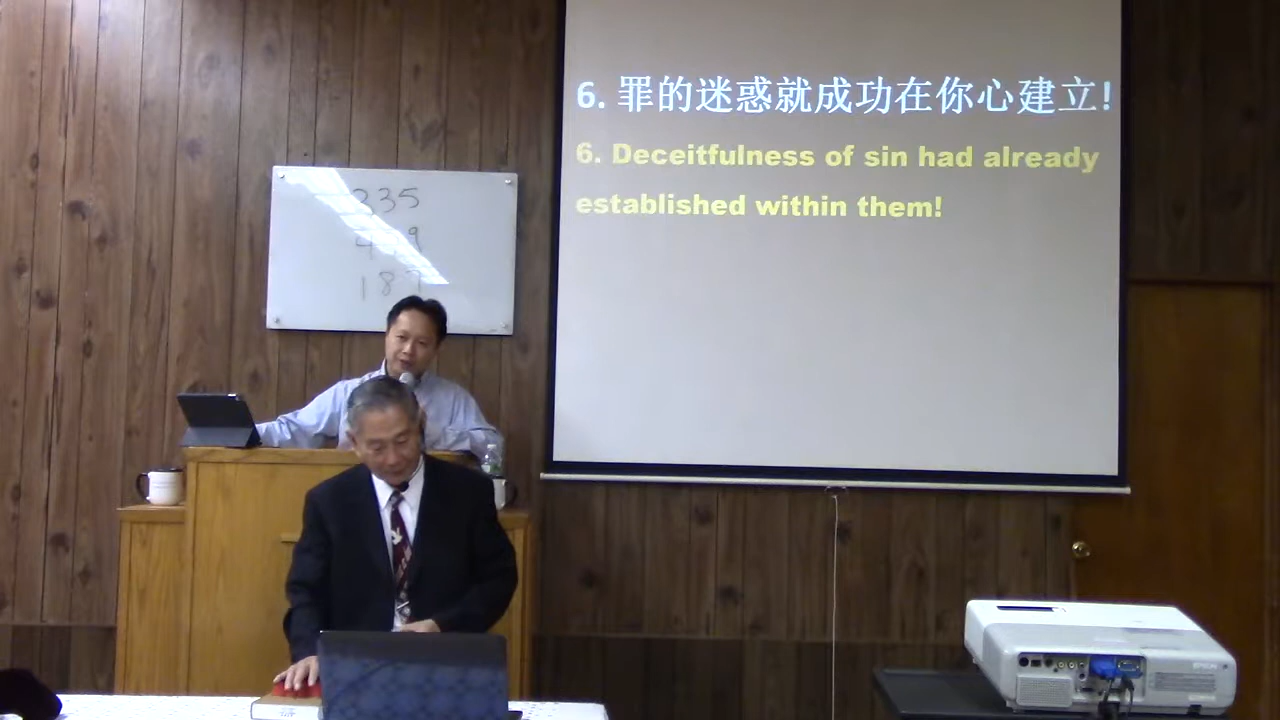 6. 罪的迷惑就成功在你心建立!
6. Deceitfulness of sin had already
established within them!
335
187
EPSON